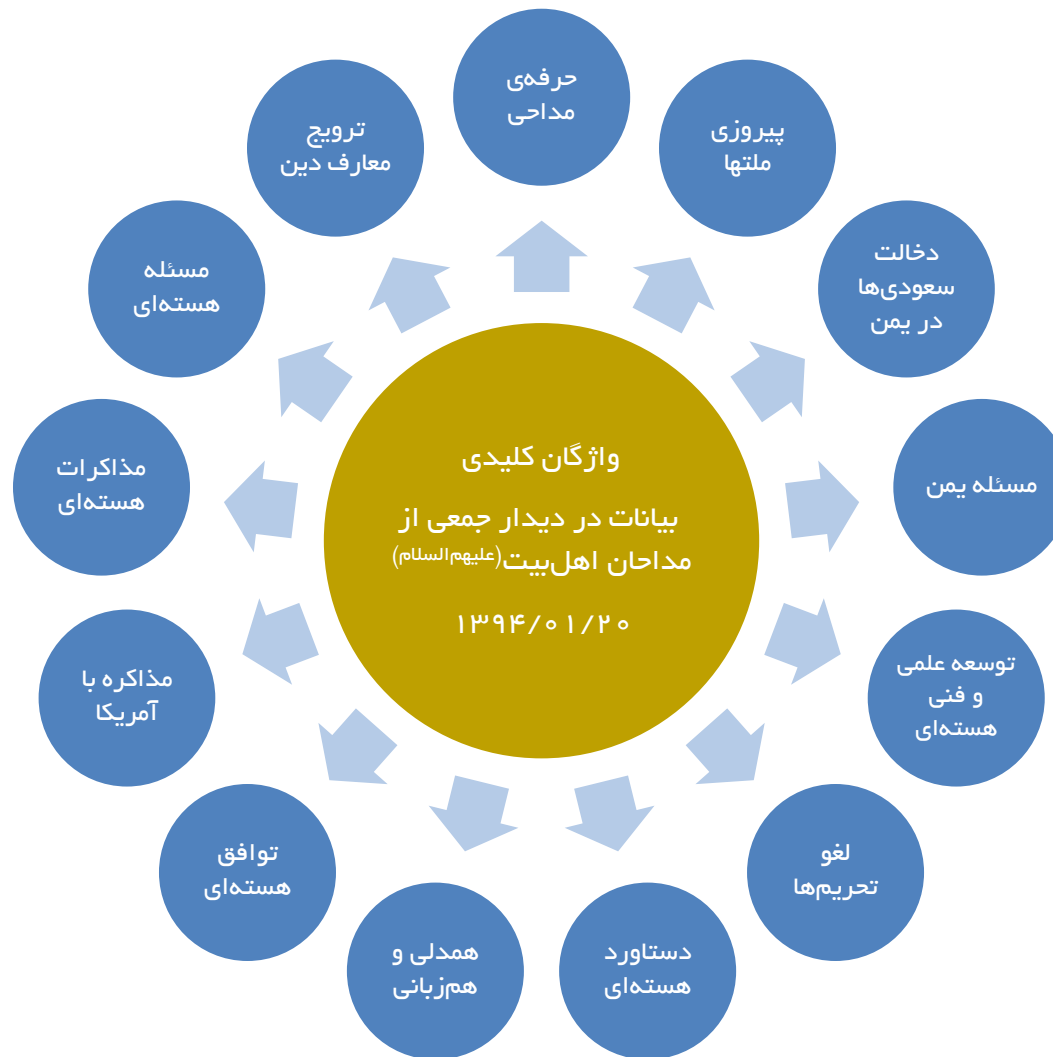 واژگان کلیدی
بیانات در دیدار جمعی از
مداحان اهل‌بیت(علیهم‌السلام)
۱۳۹۴/۰۱/۲۰
حرفه‌ی
مداحی
پیروزی
ملتها
دخالت
سعودی‌ها
در یمن
مسئله یمن
توسعه علمی
و فنی
هسته‌ای
لغو
تحریم‌ها
دستاورد
هسته‌ای
همدلی و
هم‌زبانی
توافق
هسته‌ای
مذاکره با
آمریکا
مذاکرات
هسته‌ای
مسئله
هسته‌ای
ترویج
معارف دین